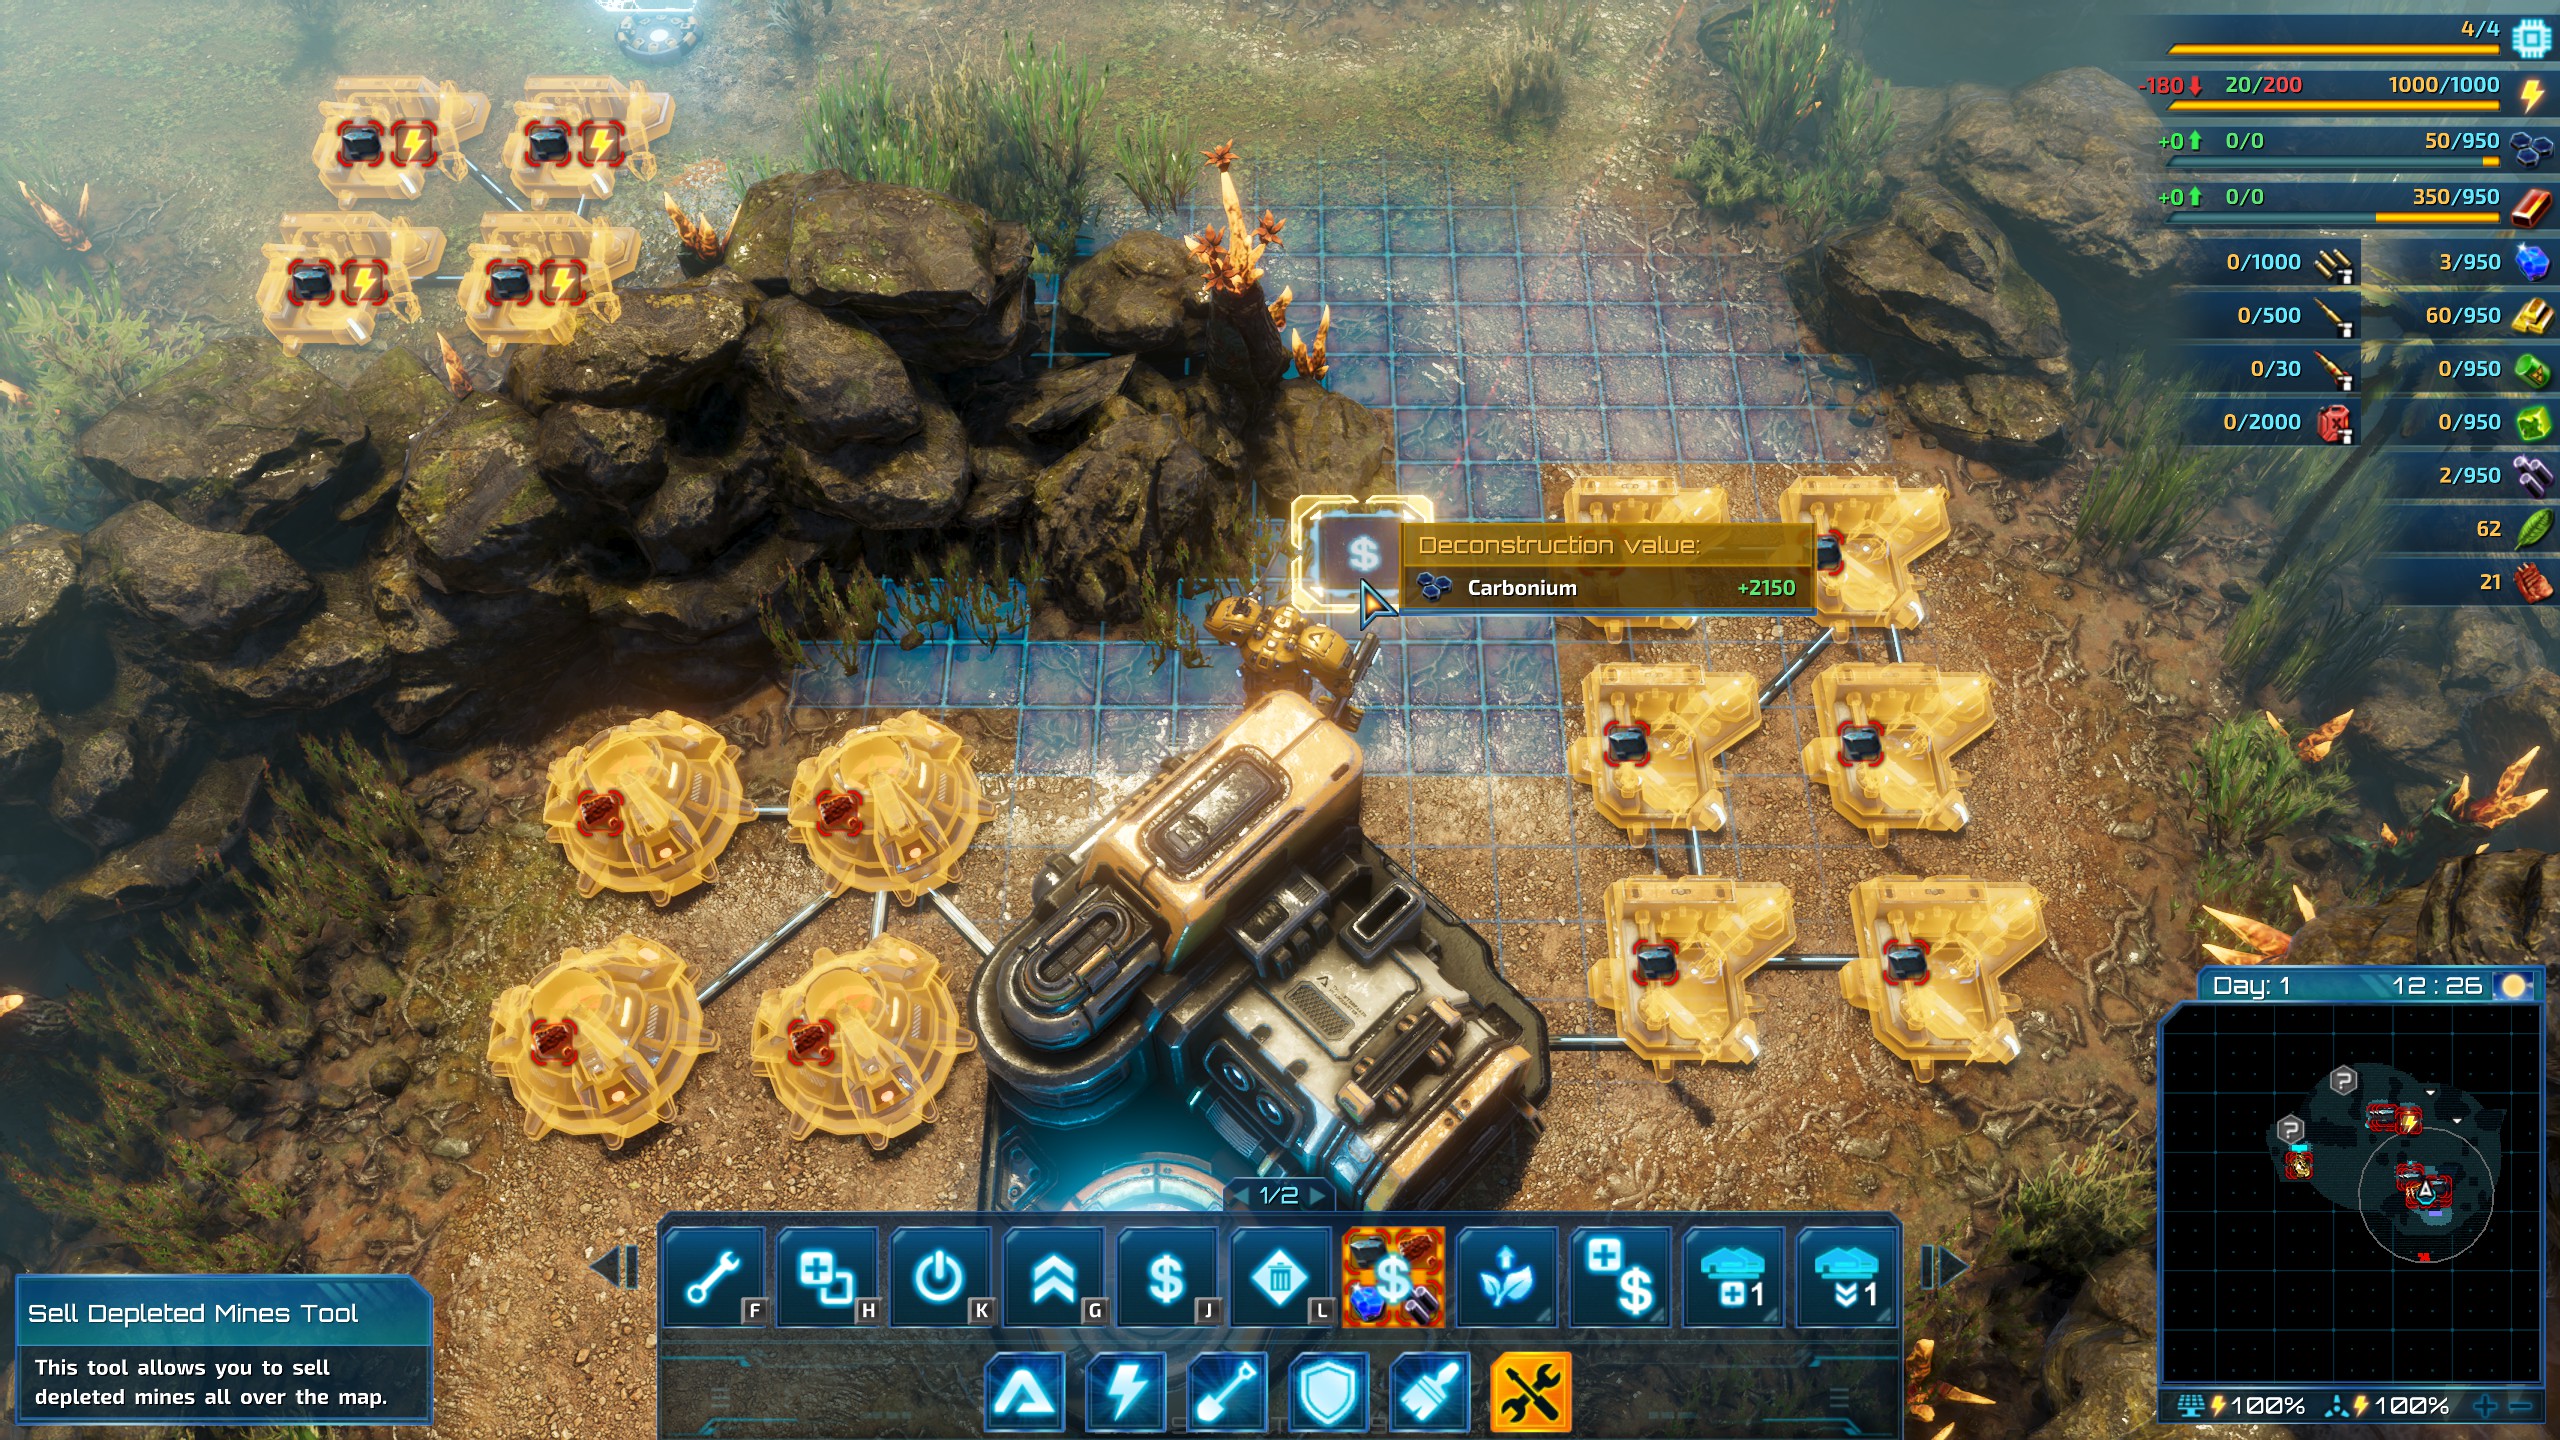 4/4
-180 20/200 1000/1000
+0 0/0 50/950
+0 0/0 350/950
0/1000 3/950
0/500 60/950
0/30 0/950
0/2000 0/950
2/950
62
21
$
Deconstruction value:
Carbonium +2150
Day: 1 12:26
?
?
1/2
F H K G $ J L $ $ 1 1
Sell Depleted Mines Tool
This tool allows you to sell
depleted mines all over the map.
100% 100%